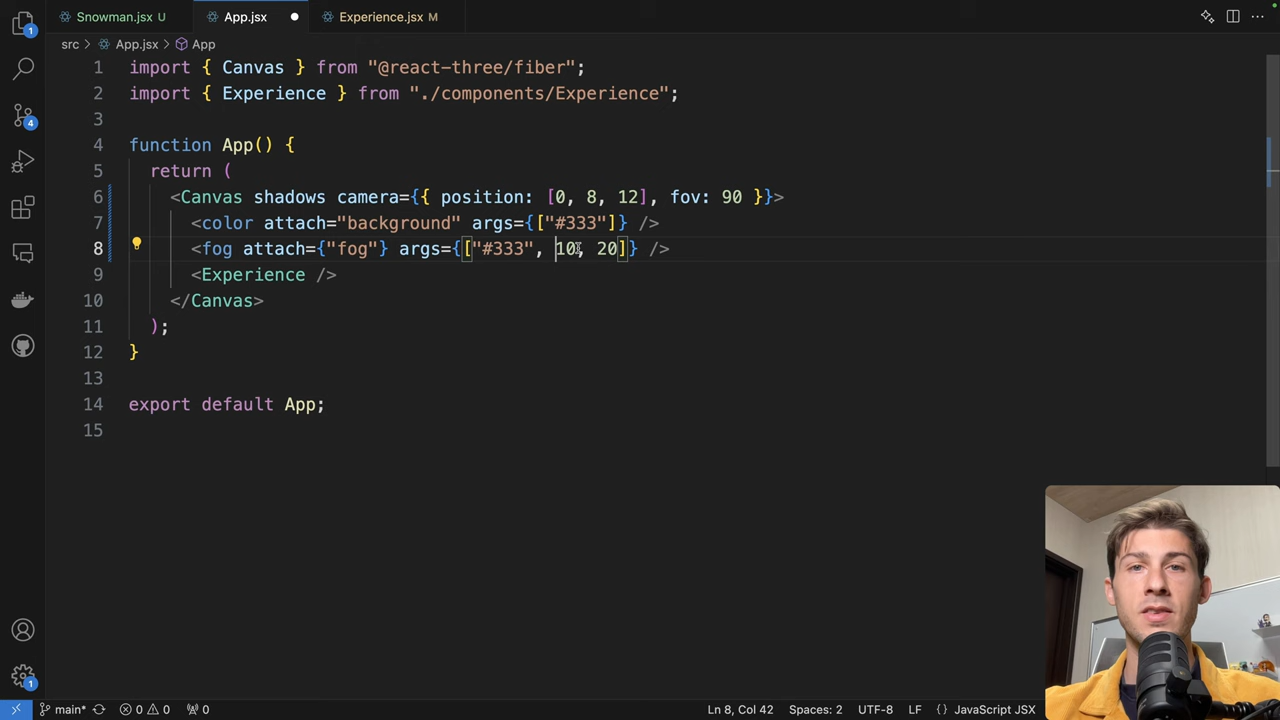 Snowman.jsx U
App.jsx
Experience.jsx M
src > App.jsx > App
1 import { Canvas } from "@react-three/fiber";
2 import { Experience } from "./components/Experience";
3
4 function App() {
5 return (
6 <Canvas shadows camera={{ position: [0, 8, 12], fov: 90 }}>
7 <color attach="background" args={["#333"]} />
8 <fog attach={"fog"} args={["#333", 10, 20]} />
9 <Experience />
10 </Canvas>
11 );
12 }
13
14 export default App;
15
1
4
1
main* 0 0 0 Ln 8, Col 42 Spaces: 2 UTF-8 LF {} JavaScript JSX